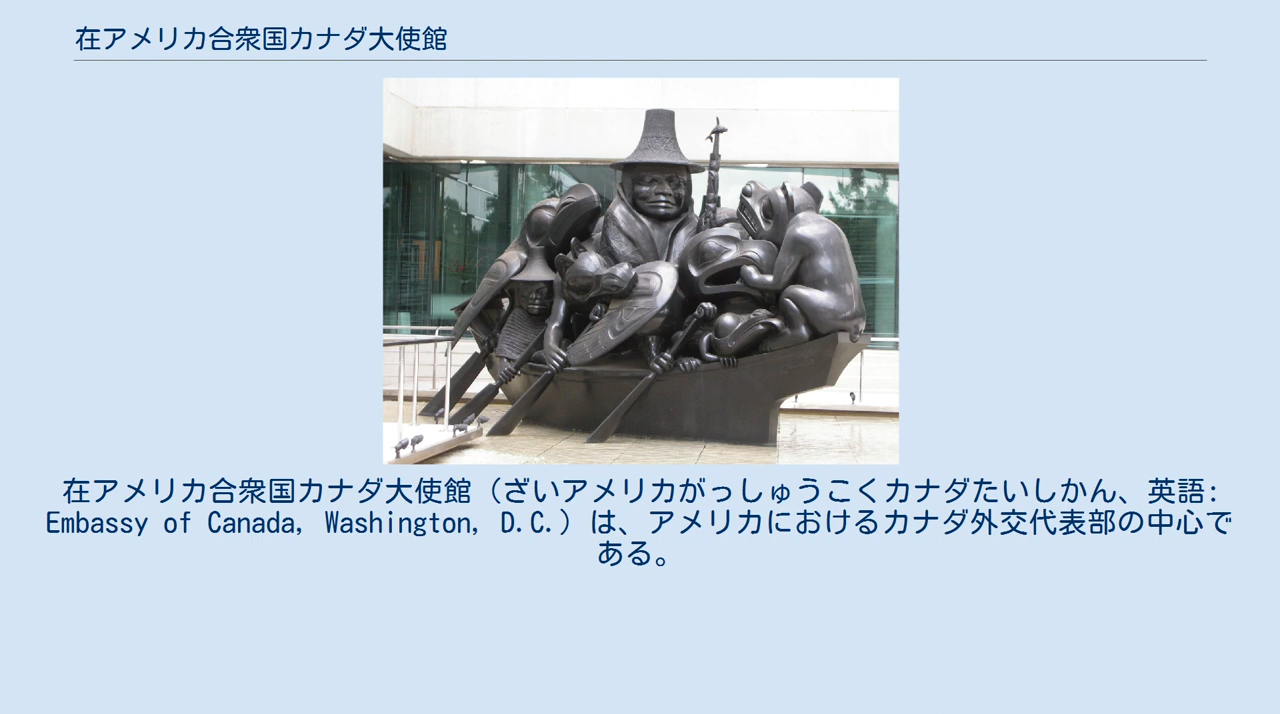 在アメリカ合衆国カナダ大使館
在アメリカ合衆国カナダ大使館（ざいアメリカがっしゅうこくカナダたいしかん、英語:
Embassy of Canada, Washington, D.C.）は、アメリカにおけるカナダ外交代表部の中心で
ある。